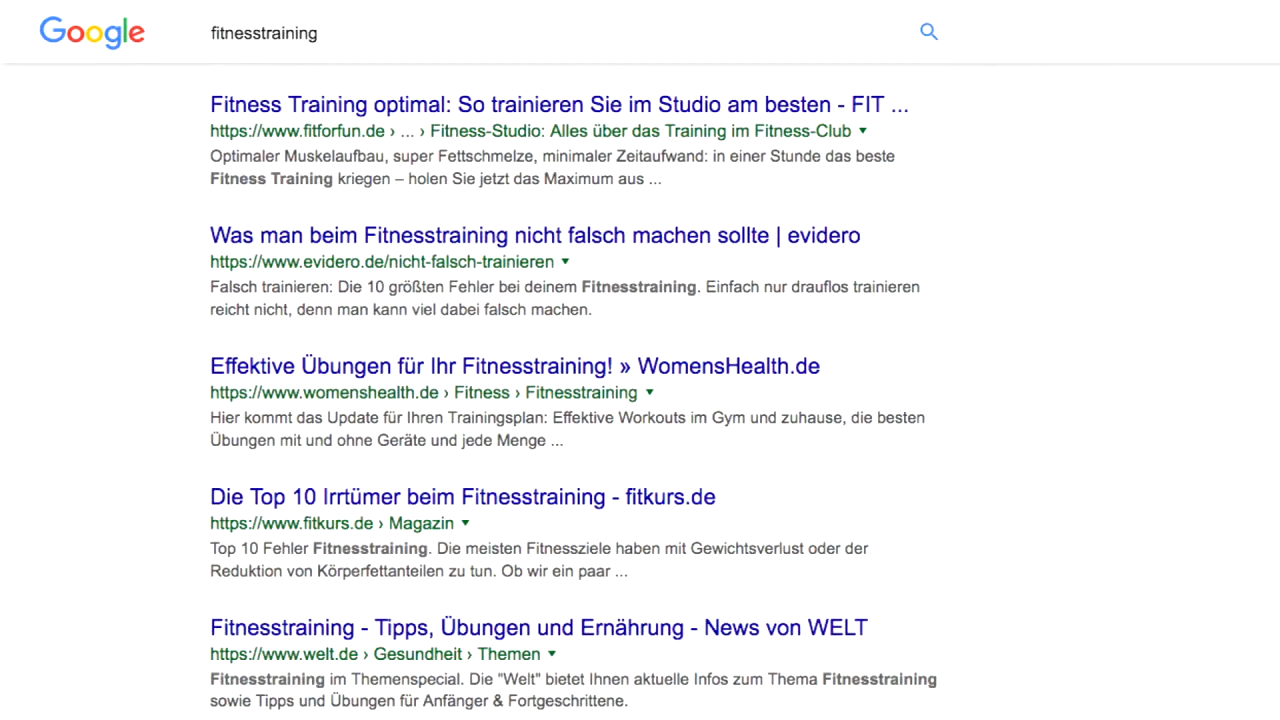 Google
fitnesstraining
Fitness Training optimal: So trainieren Sie im Studio am besten - FIT ...
https://www.fitforfun.de › ... › Fitness-Studio: Alles über das Training im Fitness-Club
Optimaler Muskelaufbau, super Fettschmelze, minimaler Zeitaufwand: in einer Stunde das beste
Fitness Training kriegen – holen Sie jetzt das Maximum aus ...
Was man beim Fitnesstraining nicht falsch machen sollte | evidero
https://www.evidero.de/nicht-falsch-trainieren
Falsch trainieren: Die 10 größten Fehler bei deinem Fitnesstraining. Einfach nur drauflos trainieren
reicht nicht, denn man kann viel dabei falsch machen.
Effektive Übungen für Ihr Fitnesstraining! » WomensHealth.de
https://www.womenshealth.de › Fitness › Fitnesstraining
Hier kommt das Update für Ihren Trainingsplan: Effektive Workouts im Gym und zuhause, die besten
Übungen mit und ohne Geräte und jede Menge ...
Die Top 10 Irrtümer beim Fitnesstraining - fitkurs.de
https://www.fitkurs.de › Magazin
Top 10 Fehler Fitnesstraining. Die meisten Fitnessziele haben mit Gewichtsverlust oder der
Reduktion von Körperfettanteilen zu tun. Ob wir ein paar ...
Fitnesstraining - Tipps, Übungen und Ernährung - News von WELT
https://www.welt.de › Gesundheit › Themen
Fitnesstraining im Themenspecial. Die "Welt" bietet Ihnen aktuelle Infos zum Thema Fitnesstraining
sowie Tipps und Übungen für Anfänger & Fortgeschrittene.